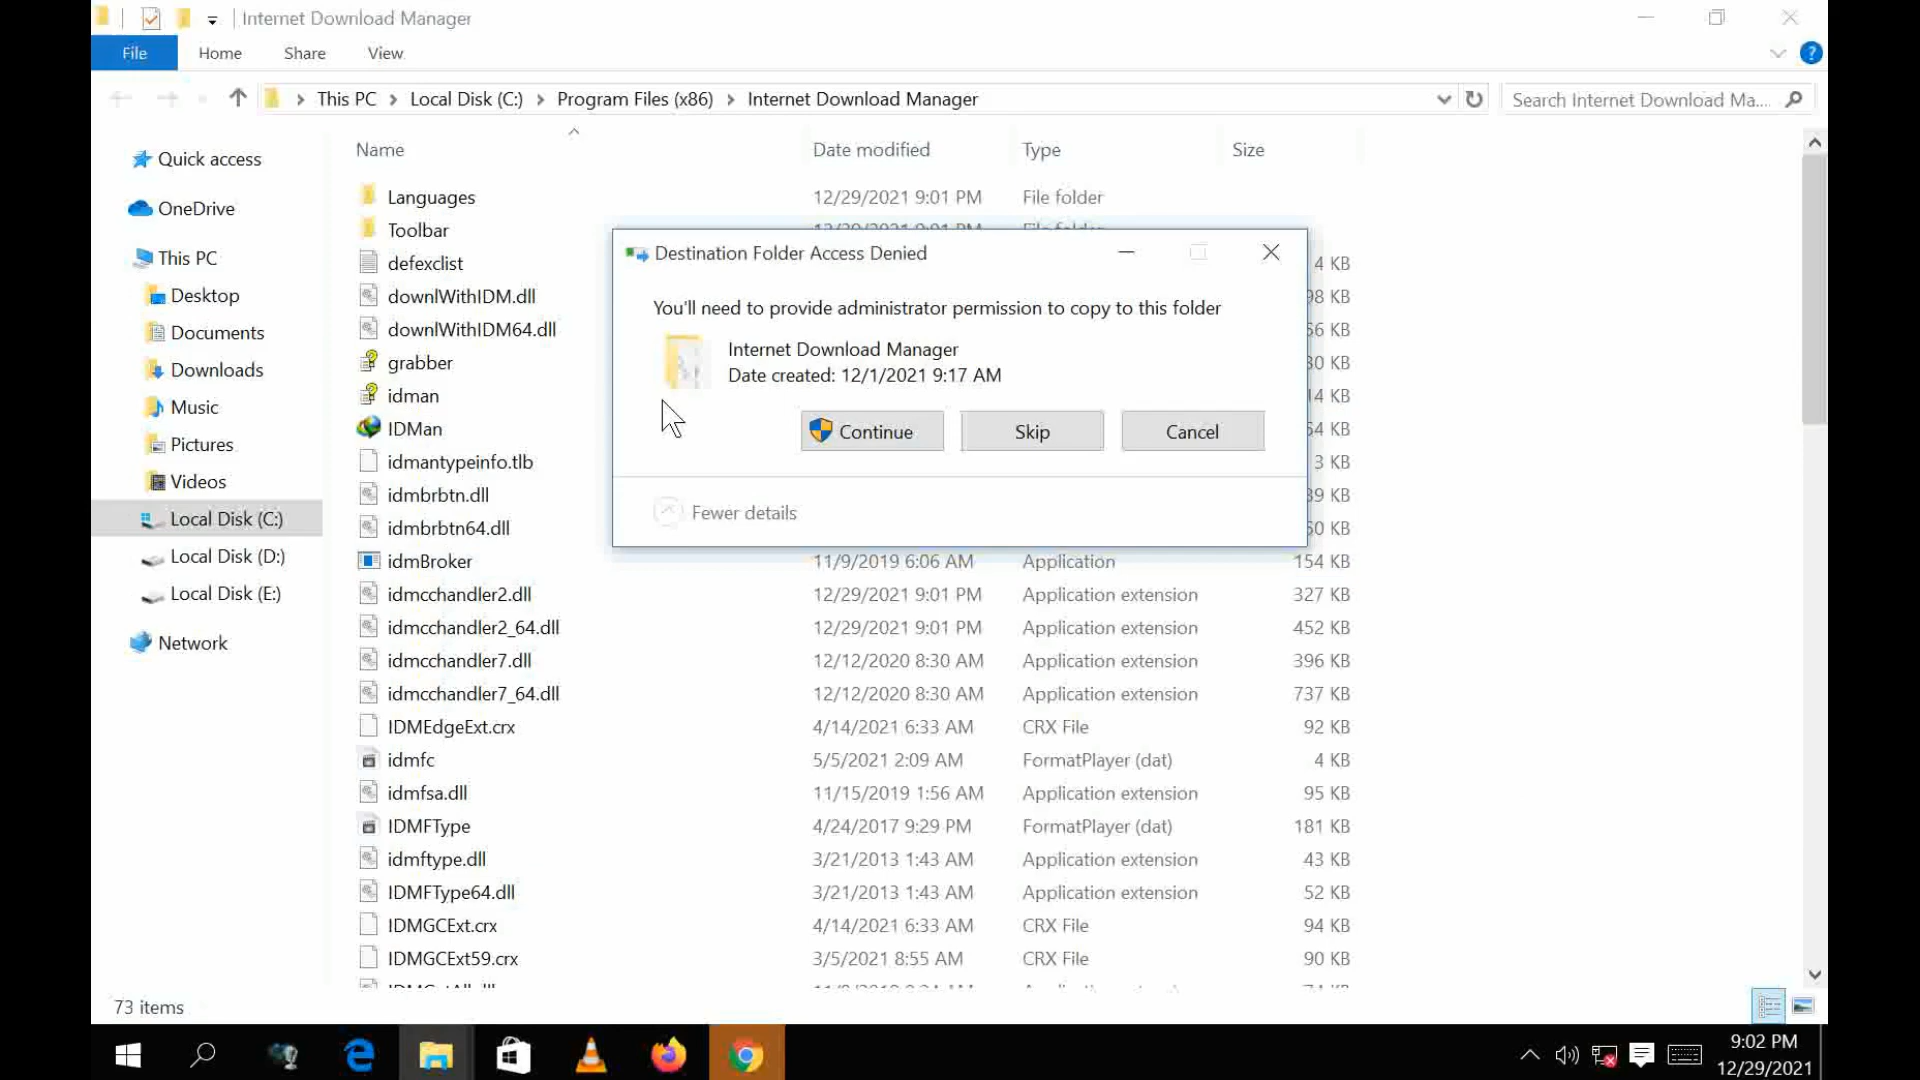 Internet Download Manager
File Home Share View
This PC Local Disk (C:) Program Files (x86) Internet Download Manager
Search Internet Download Ma...
Name Date modified Type Size
Quick access
OneDrive
This PC
Desktop
Documents
Downloads
Music
Pictures
Videos
Local Disk (C:)
Local Disk (D:)
Local Disk (E:)
Network
Languages 12/29/2021 9:01 PM File folder
Toolbar
defexclist 4 KB
downlWithIDM.dll 98 KB
downlWithIDM64.dll 56 KB
grabber 30 KB
idman 14 KB
IDMan 54 KB
idmantypeinfo.tlb 3 KB
idmbrbtn.dll 39 KB
idmbrbtn64.dll 50 KB
idmBroker 11/9/2019 6:06 AM Application 154 KB
idmcchandler2.dll 12/29/2021 9:01 PM Application extension 327 KB
idmcchandler2_64.dll 12/29/2021 9:01 PM Application extension 452 KB
idmcchandler7.dll 12/12/2020 8:30 AM Application extension 396 KB
idmcchandler7_64.dll 12/12/2020 8:30 AM Application extension 737 KB
IDMEdgeExt.crx 4/14/2021 6:33 AM CRX File 92 KB
idmfc 5/5/2021 2:09 AM FormatPlayer (dat) 4 KB
idmfsa.dll 11/15/2019 1:56 AM Application extension 95 KB
IDMFType 4/24/2017 9:29 PM FormatPlayer (dat) 181 KB
idmftype.dll 3/21/2013 1:43 AM Application extension 43 KB
IDMFType64.dll 3/21/2013 1:43 AM Application extension 52 KB
IDMGCExt.crx 4/14/2021 6:33 AM CRX File 94 KB
IDMGCExt59.crx 3/5/2021 8:55 AM CRX File 90 KB
Destination Folder Access Denied
You'll need to provide administrator permission to copy to this folder
Internet Download Manager
Date created: 12/1/2021 9:17 AM
Continue Skip Cancel
Fewer details
73 items
9:02 PM
12/29/2021